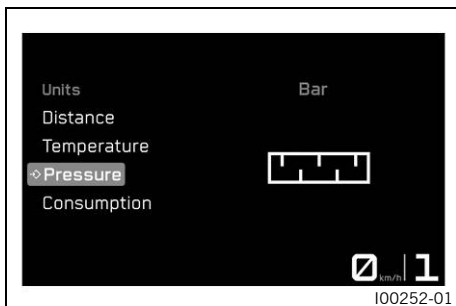 Units
Bar
Distance
Temperature
Pressure
Consumption
0 km/h 1
I00252-01